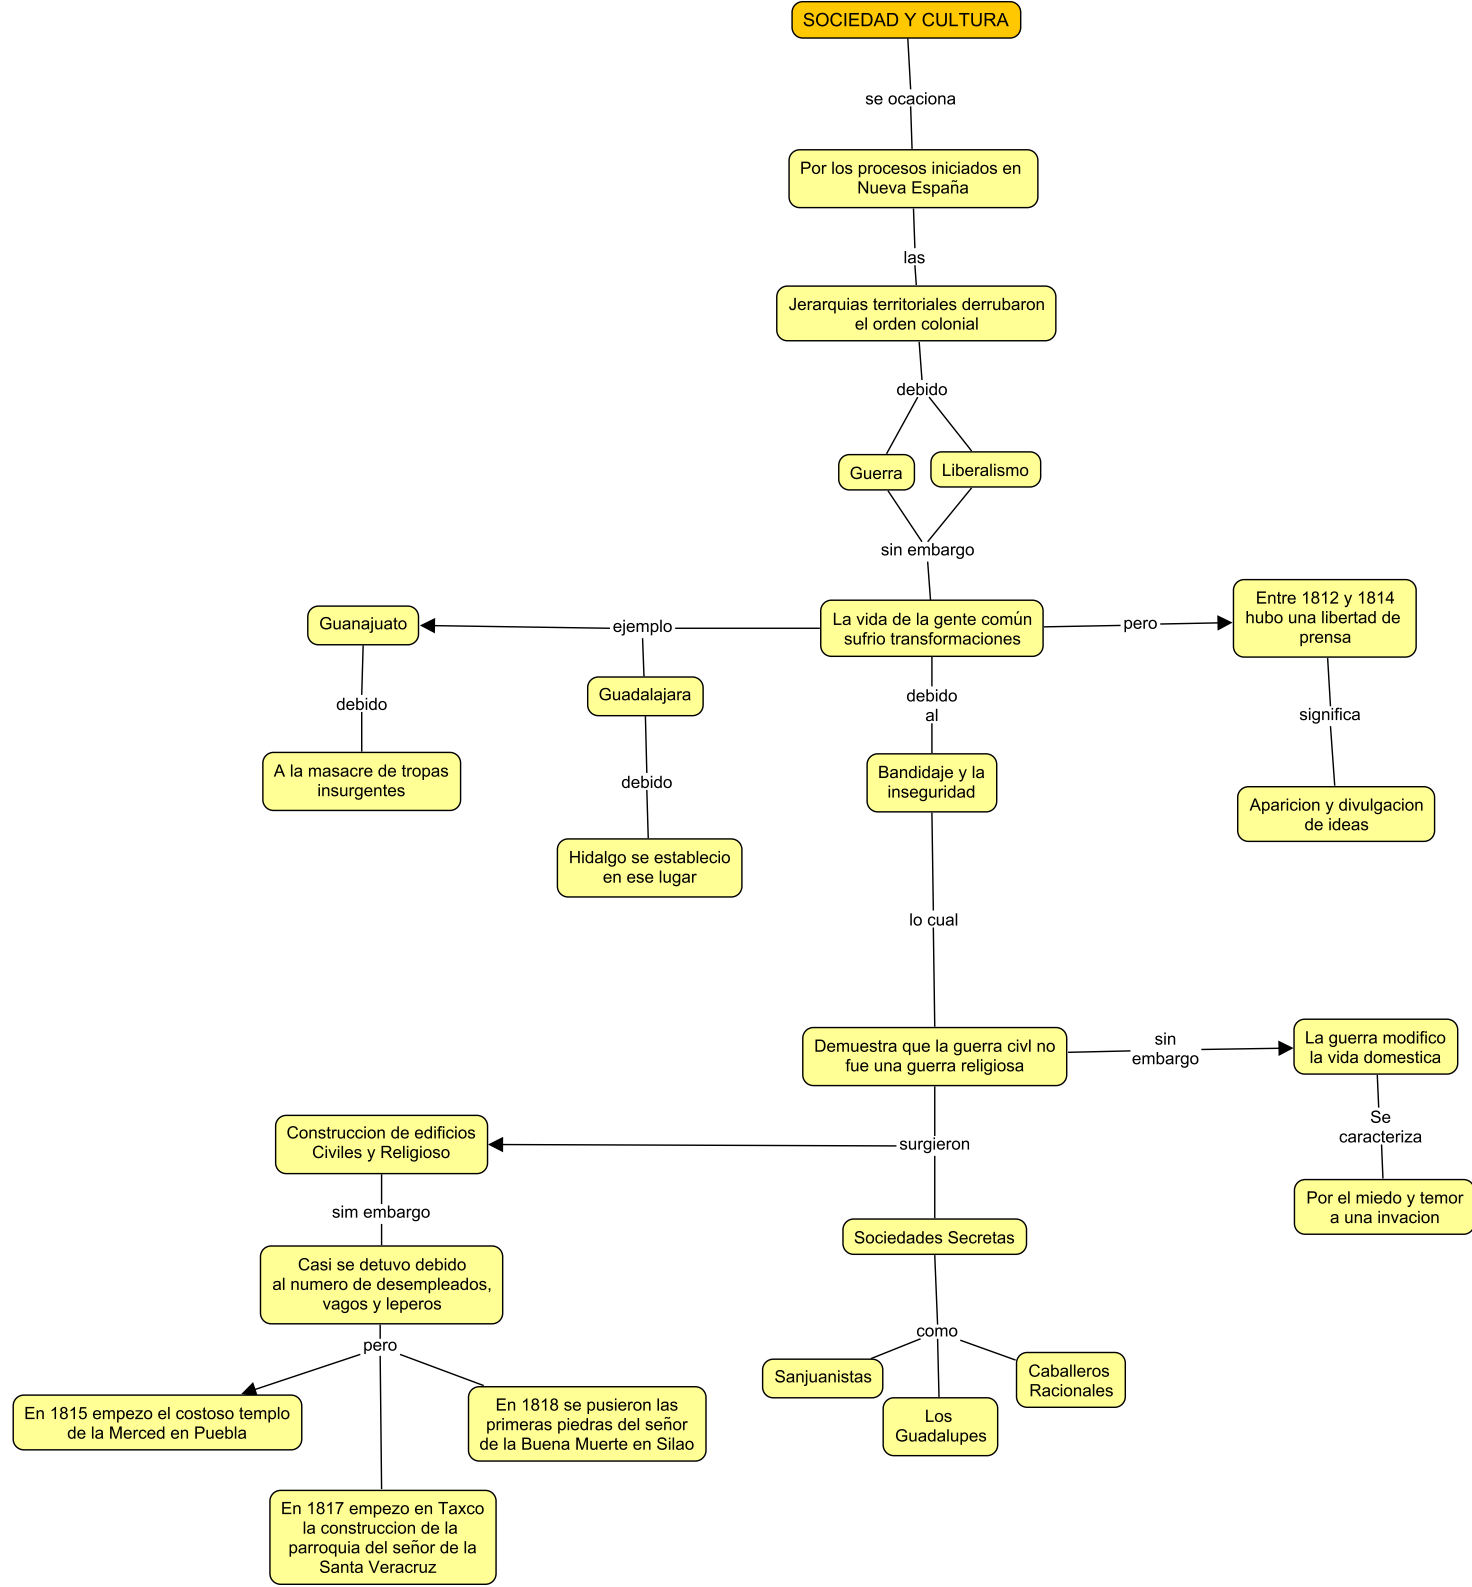 SOCIEDAD Y CULTURA
se ocaciona
Por los procesos iniciados en
Nueva España
las
Jerarquias territoriales derrubaron
el orden colonial
debido
Guerra
Liberalismo
sin embargo
La vida de la gente común
sufrio transformaciones
ejemplo
Guanajuato
debido
A la masacre de tropas
insurgentes
Guadalajara
debido
Hidalgo se establecio
en ese lugar
pero
Entre 1812 y 1814
hubo una libertad de
prensa
significa
Aparicion y divulgacion
de ideas
debido
al
Bandidaje y la
inseguridad
lo cual
Demuestra que la guerra civl no
fue una guerra religiosa
sin
embargo
La guerra modifico
la vida domestica
Se
caracteriza
Por el miedo y temor
a una invacion
surgieron
Construccion de edificios
Civiles y Religioso
sim embargo
Casi se detuvo debido
al numero de desempleados,
vagos y leperos
pero
En 1815 empezo el costoso templo
de la Merced en Puebla
En 1817 empezo en Taxco
la construccion de la
parroquia del señor de la
Santa Veracruz
En 1818 se pusieron las
primeras piedras del señor
de la Buena Muerte en Silao
Sociedades Secretas
como
Sanjuanistas
Los
Guadalupes
Caballeros
Racionales